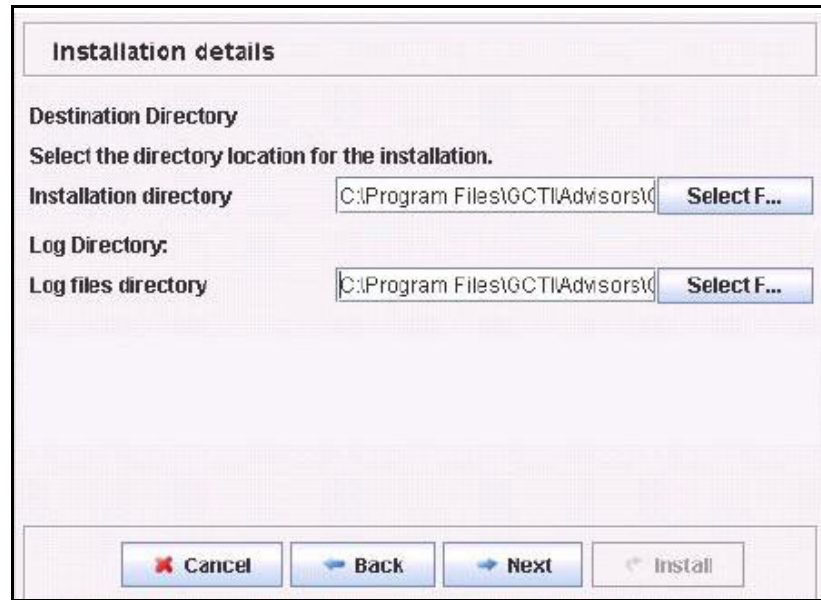 Installation details
Destination Directory
Select the directory location for the installation.
Installation directory C:\Program Files\GCTI\Advisors\ Select F...
Log Directory:
Log files directory C:\Program Files\GCTI\Advisors\ Select F...
Cancel Back Next Install